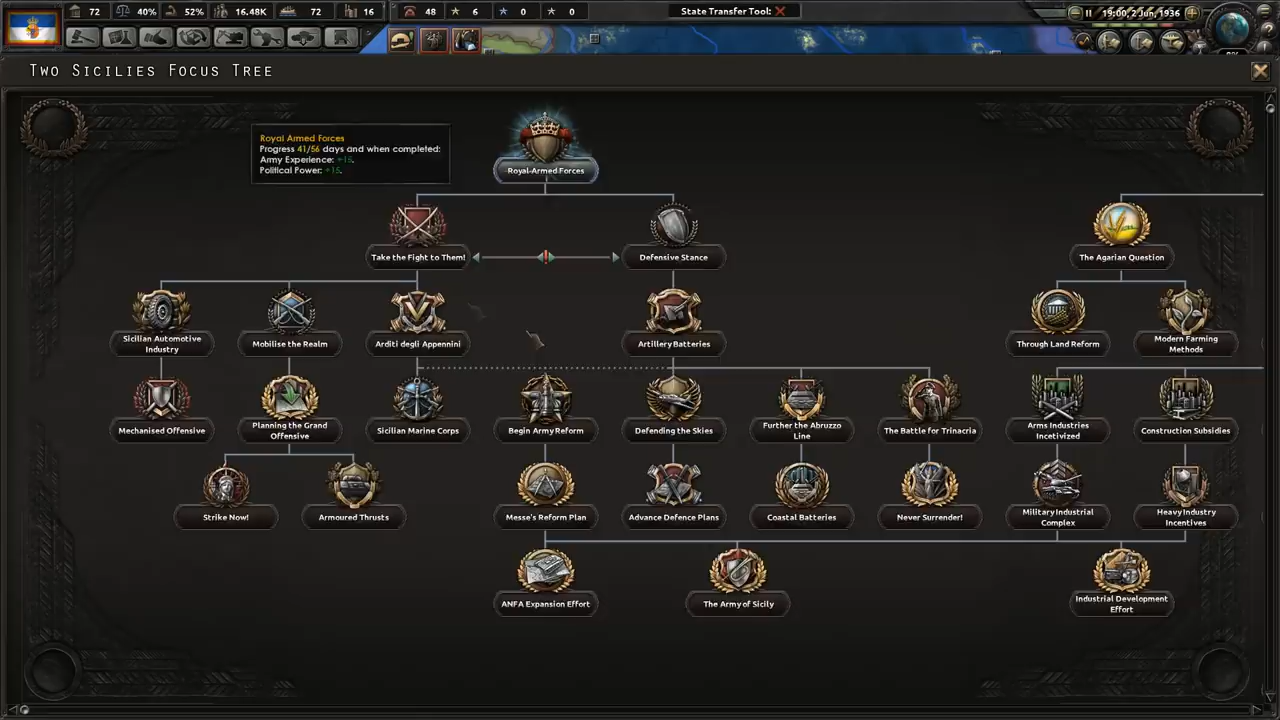 72 40% 52% 16.48K 72 16 48 6 0 0 State Transfer Tool: 19:00, 2 Jun, 1936
Two Sicilies Focus Tree
Royal Armed Forces
Progress 41/56 days and when completed:
Army Experience: +15.
Political Power: +15.
Royal Armed Forces
Take the Fight to Them!
Defensive Stance
The Agarian Question
Sicilian Automotive
Industry
Mobilise the Realm
Arditi degli Appennini
Artillery Batteries
Through Land Reform
Modern Farming
Methods
Mechanised Offensive
Planning the Grand
Offensive
Sicilian Marine Corps
Begin Army Reform
Defending the Skies
Further the Abruzzo
Line
The Battle for Trinacria
Arms Industries
Incetivized
Construction Subsidies
Strike Now!
Armoured Thrusts
Messe's Reform Plan
Advance Defence Plans
Coastal Batteries
Never Surrender!
Military Industrial
Complex
Heavy Industry
Incentives
ANFA Expansion Effort
The Army of Sicily
Industrial Development
Effort